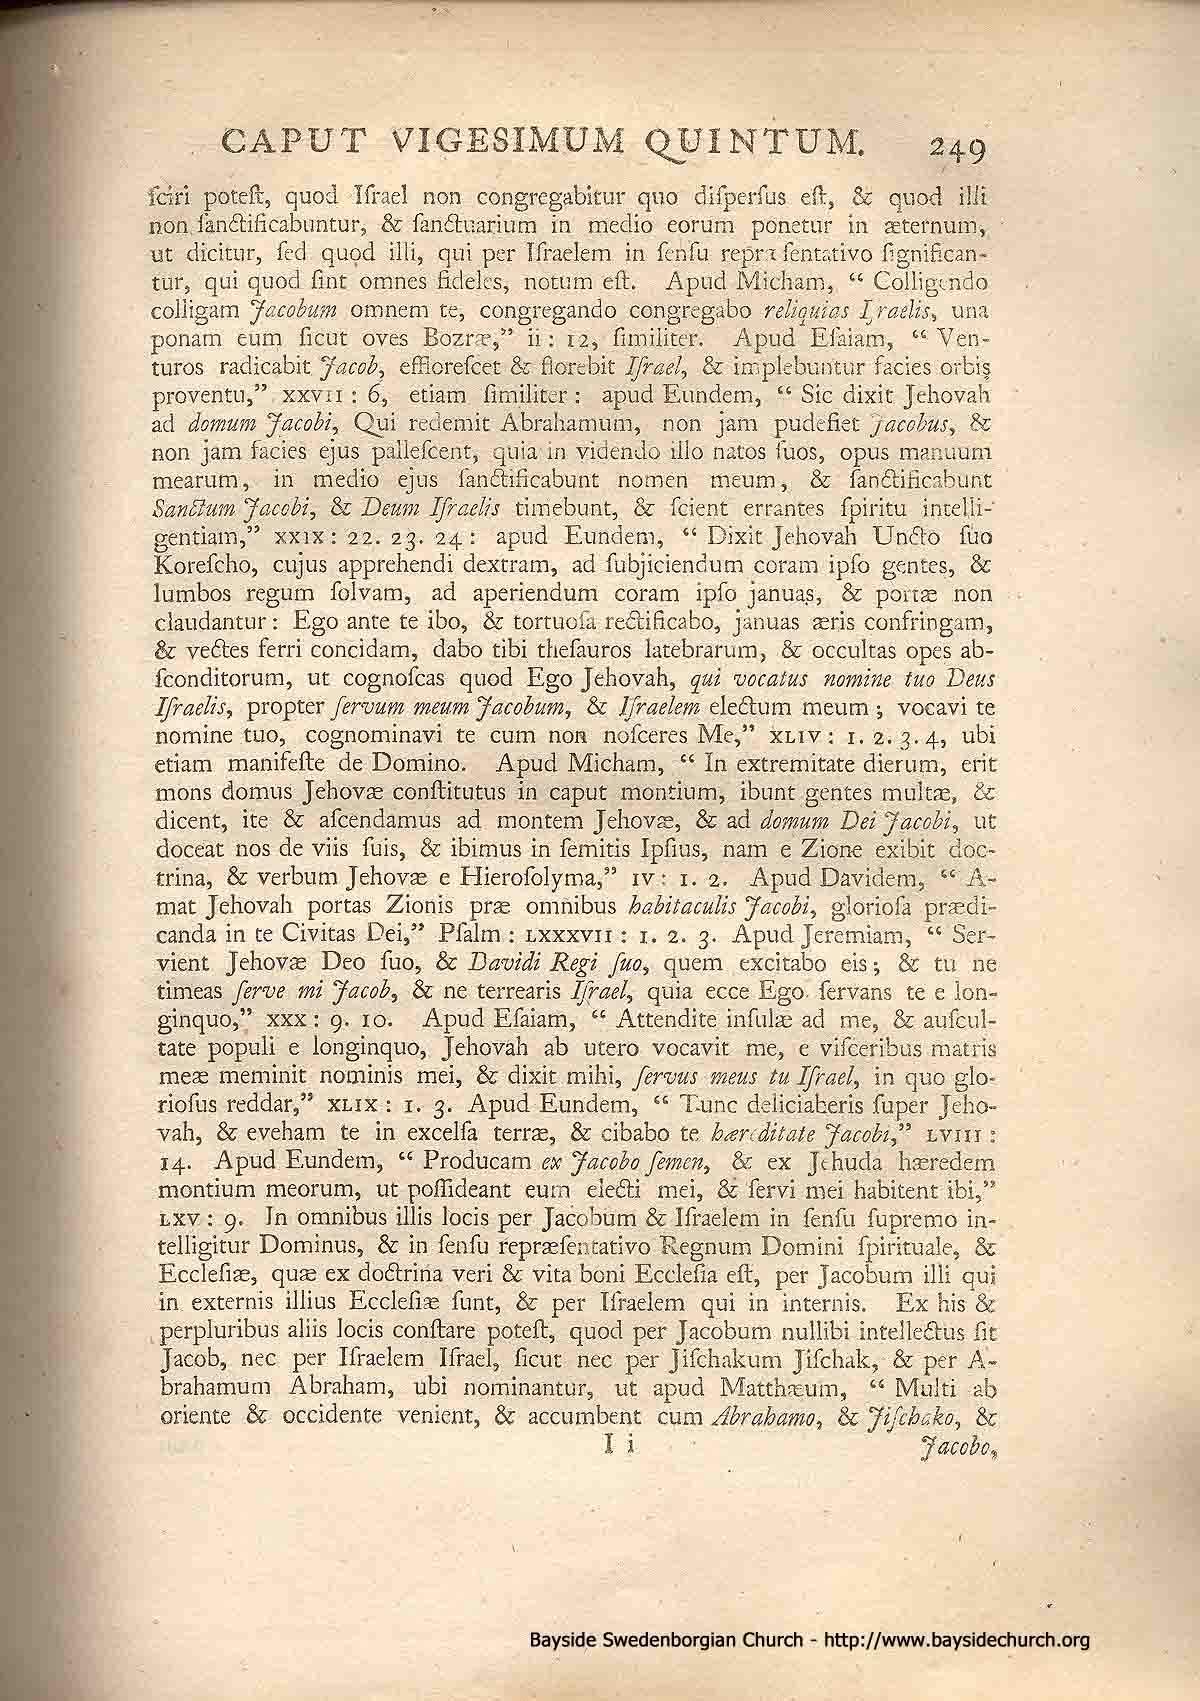 CAPUT VIGESIMUM QUINTUM. 249
ſciri poteſt, quod Iſrael non congregabitur quo diſperſus eſt, & quod illi
non ſanctificabuntur, & ſanctuarium in medio eorum ponetur in æternum,
ut dicitur, ſed quod illi, qui per Iſraelem in ſenſu repræſentativo ſignifican-
tur, qui quod ſint omnes fideles, notum eſt. Apud Micham, “ Colligendo
colligam Jacobum omnem te, congregando congregabo reliquias Iſraelis, una
ponam eum ſicut oves Bozræ,” ii : 12, ſimiliter. Apud Eſaiam, “ Ven-
turos radicabit Jacob, effloreſcet & florebit Iſrael, & implebuntur facies orbis
proventu,” XXVII : 6, etiam ſimiliter : apud Eundem, “ Sic dixit Jehovah
ad domum Jacobi, Qui redemit Abrahamum, non jam pudefiet Jacobus, &
non jam facies ejus palleſcent, quia in videndo illo natos ſuos, opus manuum
mearum, in medio ejus ſanctificabunt nomen meum, & ſanctificabunt
Sanctum Jacobi, & Deum Iſraelis timebunt, & ſcient errantes ſpiritu intelli-
gentiam,” XXIX : 22. 23. 24 : apud Eundem, “ Dixit Jehovah Uncto ſuo
Koreſcho, cujus apprehendi dextram, ad ſubjiciendum coram ipſo gentes, &
lumbos regum ſolvam, ad aperiendum coram ipſo januas, & portæ non
claudantur : Ego ante te ibo, & tortuoſa rectificabo, januas æris confringam,
& vectes ferri concidam, dabo tibi theſauros latebrarum, & occultas opes ab-
ſconditorum, ut cognoſcas quod Ego Jehovah, qui vocatus nomine tuo Deus
Iſraelis, propter ſervum meum Jacobum, & Iſraelem electum meum ; vocavi te
nomine tuo, cognominavi te cum non noſceres Me,” XLIV : 1. 2. 3. 4, ubi
etiam manifeſte de Domino. Apud Micham, “ In extremitate dierum, erit
mons domus Jehovæ conſtitutus in caput montium, ibunt gentes multæ, &
dicent, ite & aſcendamus ad montem Jehovæ, & ad domum Dei Jacobi, ut
doceat nos de viis ſuis, & ibimus in ſemitis Ipſius, nam e Zione exibit doc-
trina, & verbum Jehovæ e Hieroſolyma,” IV : 1. 2. Apud Davidem, “ A-
mat Jehovah portas Zionis præ omnibus habitaculis Jacobi, glorioſa prædi-
canda in te Civitas Dei,” Pſalm : LXXXVII : 1. 2. 3. Apud Jeremiam, “ Ser-
vient Jehovæ Deo ſuo, & Davidi Regi ſuo, quem excitabo eis ; & tu ne
timeas ſerve mi Jacob, & ne terrearis Iſrael, quia ecce Ego ſervans te e lon-
ginquo,” XXX : 9. 10. Apud Eſaiam, “ Attendite inſulæ ad me, & auſcul-
tate populi e longinquo, Jehovah ab utero vocavit me, e viſceribus matris
meæ meminit nominis mei, & dixit mihi, ſervus meus tu Iſrael, in quo glo-
rioſus reddar,” XLIX : 1. 3. Apud Eundem, “ Tunc deliciaberis ſuper Jeho-
vah, & eveham te in excelſa terræ, & cibabo te hæreditate Jacobi,” LVIII :
14. Apud Eundem, “ Producam ex Jacobo ſemen, & ex Jehuda hæredem
montium meorum, ut poſſideant eum electi mei, & ſervi mei habitent ibi,”
LXV : 9. In omnibus illis locis per Jacobum & Iſraelem in ſenſu ſupremo in-
telligitur Dominus, & in ſenſu repræſentativo Regnum Domini ſpirituale, &
Eccleſiæ, quæ ex doctrina veri & vita boni Eccleſia eſt, per Jacobum illi qui
in externis illius Eccleſiæ ſunt, & per Iſraelem qui in internis. Ex his &
perpluribus aliis locis conſtare poteſt, quod per Jacobum nullibi intellectus ſit
Jacob, nec per Iſraelem Iſrael, ſicut nec per Jiſchakum Jiſchak, & per A-
brahamum Abraham, ubi nominantur, ut apud Matthæum, “ Multi ab
oriente & occidente venient, & accumbent cum Abrahamo, & Jiſchako, &
I i Jacobo,
Bayside Swedenborgian Church - http://www.baysidechurch.org